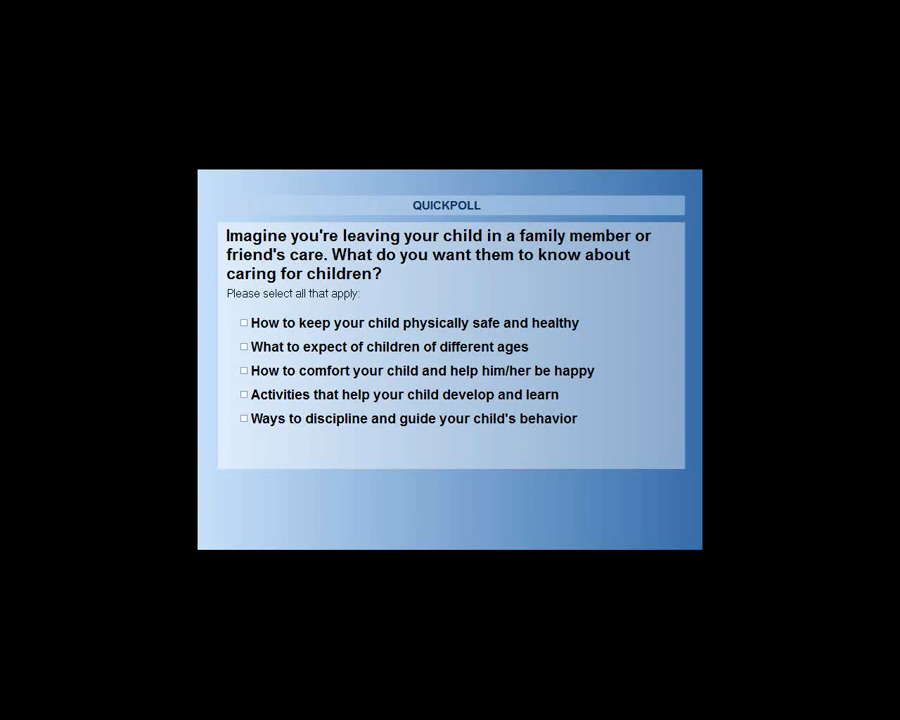 QUICKPOLL
Imagine you're leaving your child in a family member or
friend's care. What do you want them to know about
caring for children?
Please select all that apply:
How to keep your child physically safe and healthy
What to expect of children of different ages
How to comfort your child and help him/her be happy
Activities that help your child develop and learn
Ways to discipline and guide your child's behavior